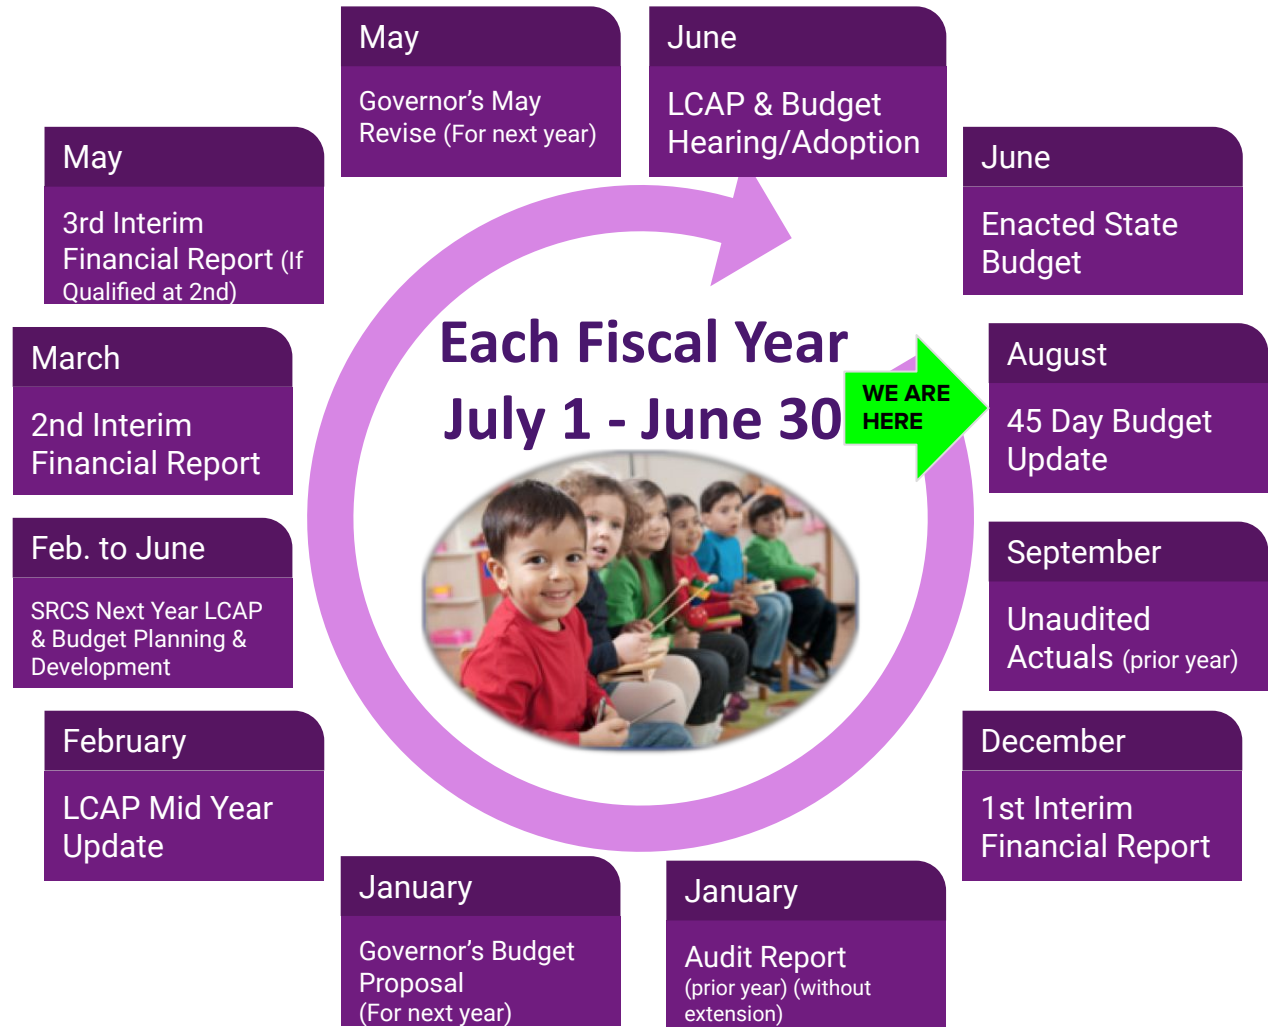 May
Governor's May
Revise (For next year)
June
LCAP & Budget
Hearing/Adoption
June
Enacted State
Budget
August
45 Day Budget
Update
September
Unaudited
Actuals (prior year)
December
1st Interim
Financial Report
January
Audit Report
(prior year) (without
extension)
January
Governor's Budget
Proposal
(For next year)
February
LCAP Mid Year
Update
Feb. to June
SRCS Next Year LCAP
& Budget Planning &
Development
March
2nd Interim
Financial Report
May
3rd Interim
Financial Report (If
Qualified at 2nd)
Each Fiscal Year
July 1 - June 30
WE ARE
HERE